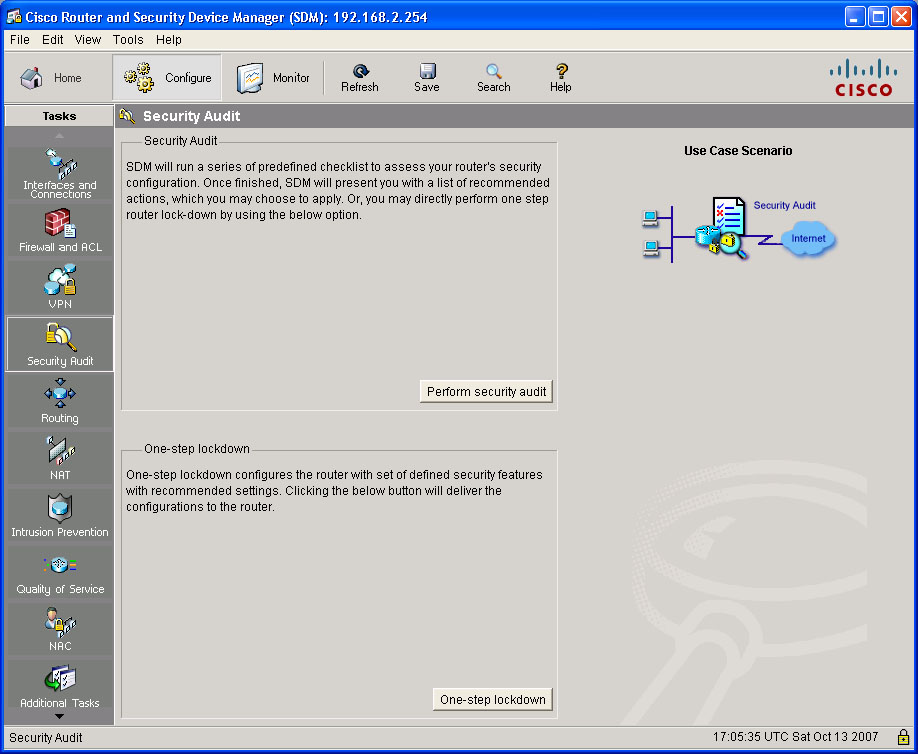 Cisco Router and Security Device Manager (SDM): 192.168.2.254
File Edit View Tools Help
Home Configure Monitor Refresh Save Search Help
CISCO
Tasks
Interfaces and
Connections
Firewall and ACL
VPN
Security Audit
Routing
NAT
Intrusion Prevention
Quality of Service
NAC
Additional Tasks
Security Audit
Security Audit
SDM will run a series of predefined checklist to assess your router's security
configuration. Once finished, SDM will present you with a list of recommended
actions, which you may choose to apply. Or, you may directly perform one step
router lock-down by using the below option.
Perform security audit
One-step lockdown
One-step lockdown configures the router with set of defined security features
with recommended settings. Clicking the below button will deliver the
configurations to the router.
One-step lockdown
Use Case Scenario
Security Audit
Internet
Security Audit
17:05:35 UTC Sat Oct 13 2007